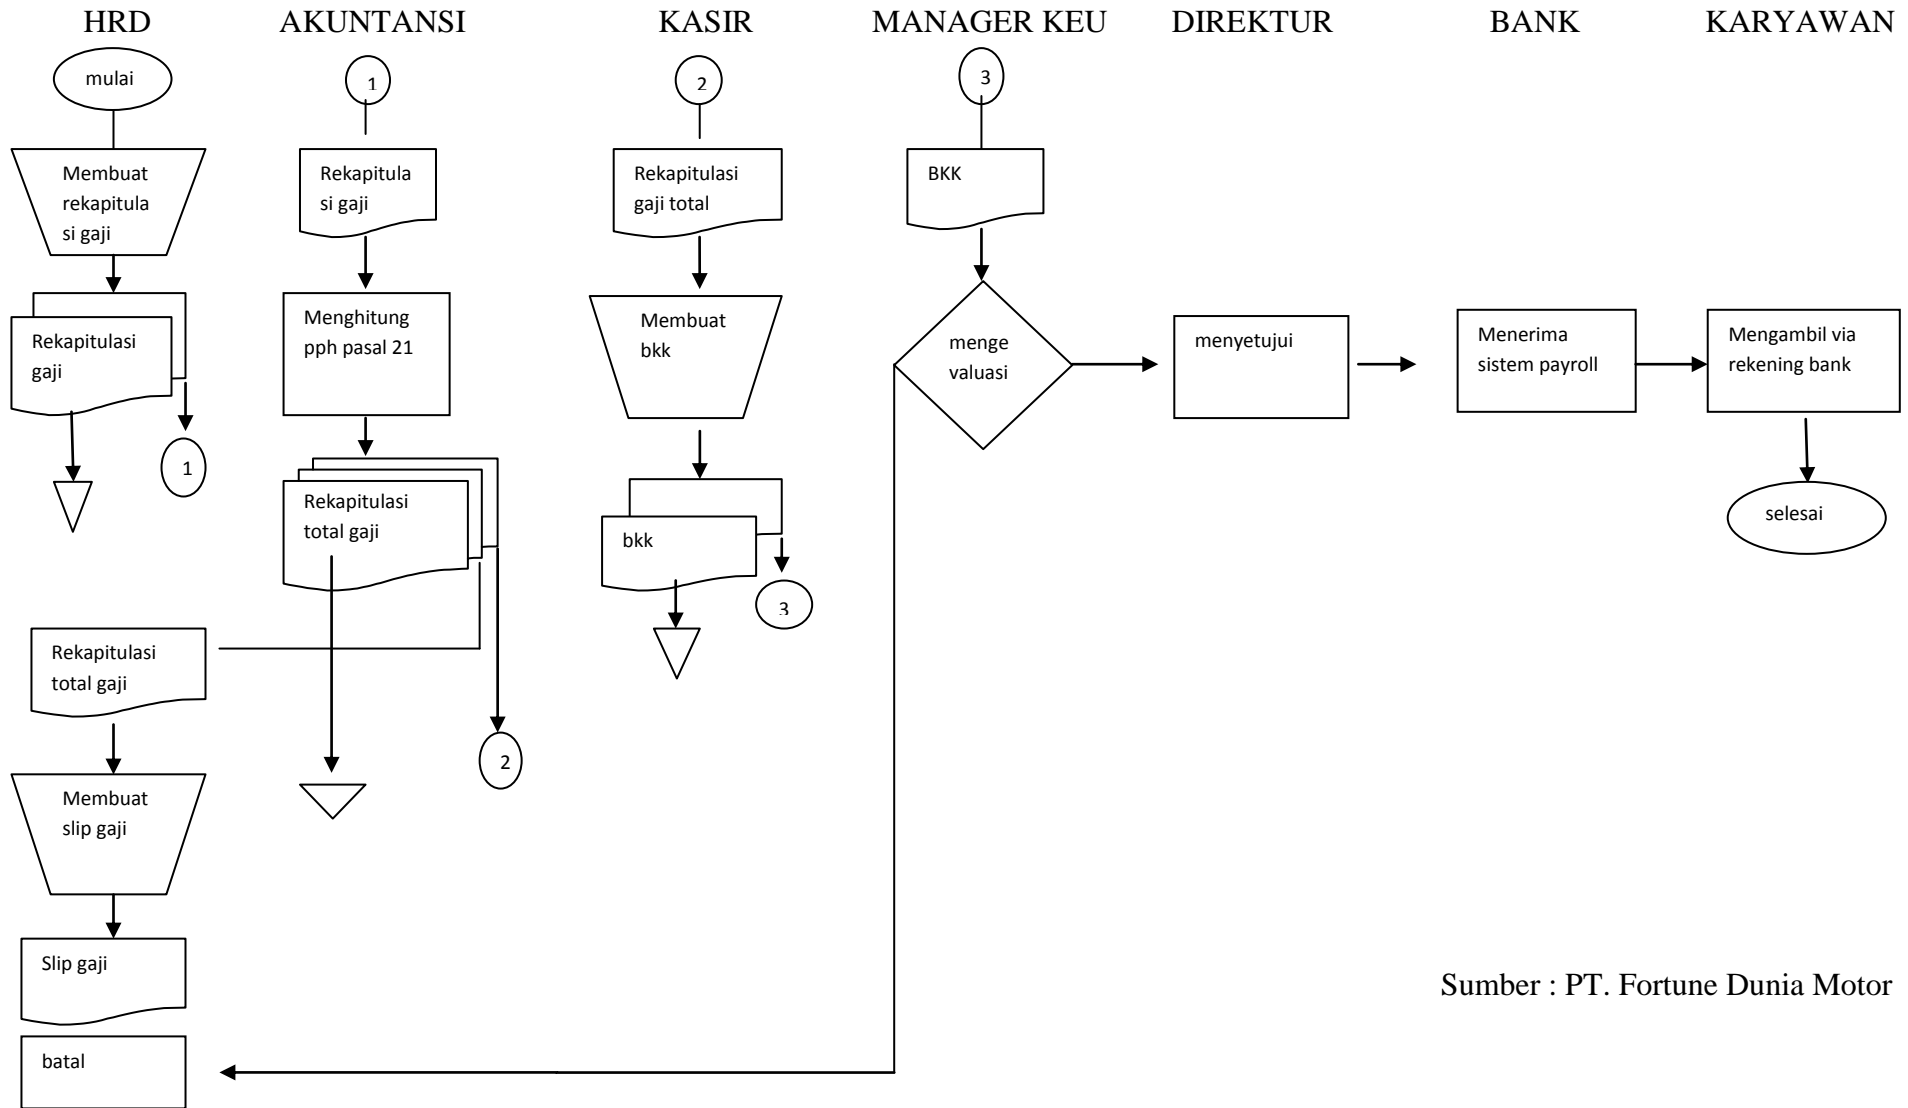 HRD
AKUNTANSI
KASIR
MANAGER KEU
DIREKTUR
BANK
KARYAWAN
mulai
1
2
3
Membuat
rekapitula
si gaji
Rekapitula
si gaji
Rekapitulasi
gaji total
BKK
Rekapitulasi
gaji
1
Menghitung
pph pasal 21
Membuat
bkk
menge
valuasi
menyetujui
Menerima
sistem payroll
Mengambil via
rekening bank
Rekapitulasi
total gaji
bkk
3
selesai
Rekapitulasi
total gaji
2
Membuat
slip gaji
Slip gaji
batal
Sumber : PT. Fortune Dunia Motor